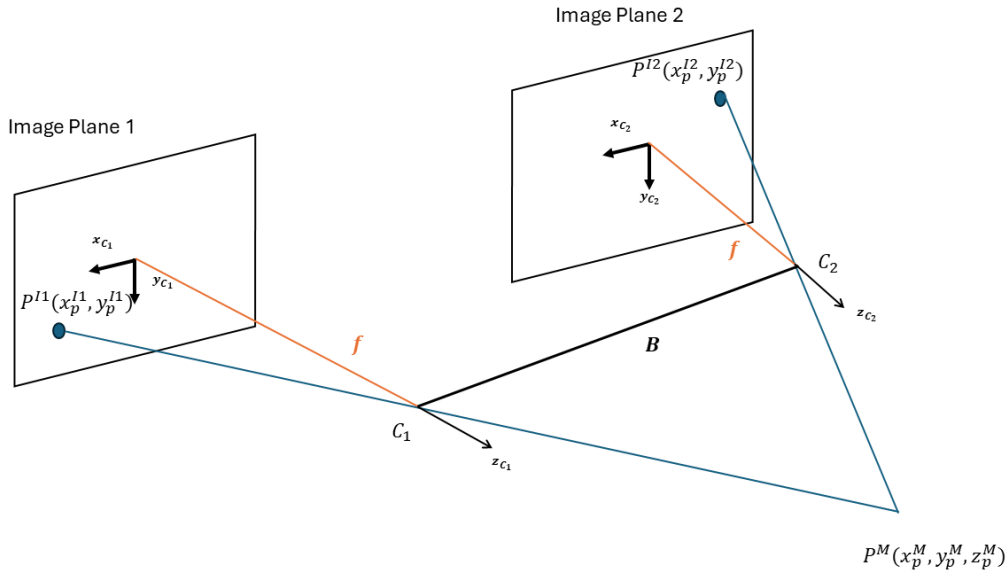 Image Plane 2
P^{I2}(x_p^{I2}, y_p^{I2})
Image Plane 1
x_{C_2}
y_{C_2}
x_{C_1}
y_{C_1}
f
C_2
P^{I1}(x_p^{I1}, y_p^{I1})
z_{C_2}
f
B
C_1
z_{C_1}
P^M(x_p^M, y_p^M, z_p^M)